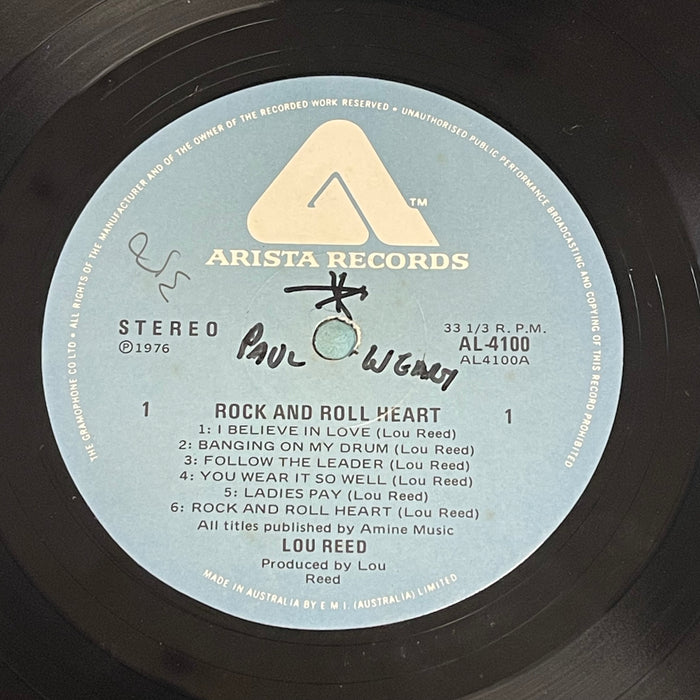 THE GRAMOPHONE CO LTD • ALL RIGHTS OF THE MANUFACTURER AND OF THE OWNER OF THE RECORDED WORK RESERVED • UNAUTHORISED PUBLIC PERFORMANCE BROADCASTING AND COPYING OF THIS RECORD PROHIBITED
TM
ARISTA RECORDS
STEREO
℗1976
33 1/3 R. P. M.
AL-4100
AL4100A
PAUL
1
ROCK AND ROLL HEART
1
1: I BELIEVE IN LOVE (Lou Reed)
2: BANGING ON MY DRUM (Lou Reed)
3: FOLLOW THE LEADER (Lou Reed)
4: YOU WEAR IT SO WELL (Lou Reed)
5: LADIES PAY (Lou Reed)
6: ROCK AND ROLL HEART (Lou Reed)
All titles published by Amine Music
LOU REED
Produced by Lou
Reed
MADE IN AUSTRALIA BY E M I. (AUSTRALIA) LIMITED